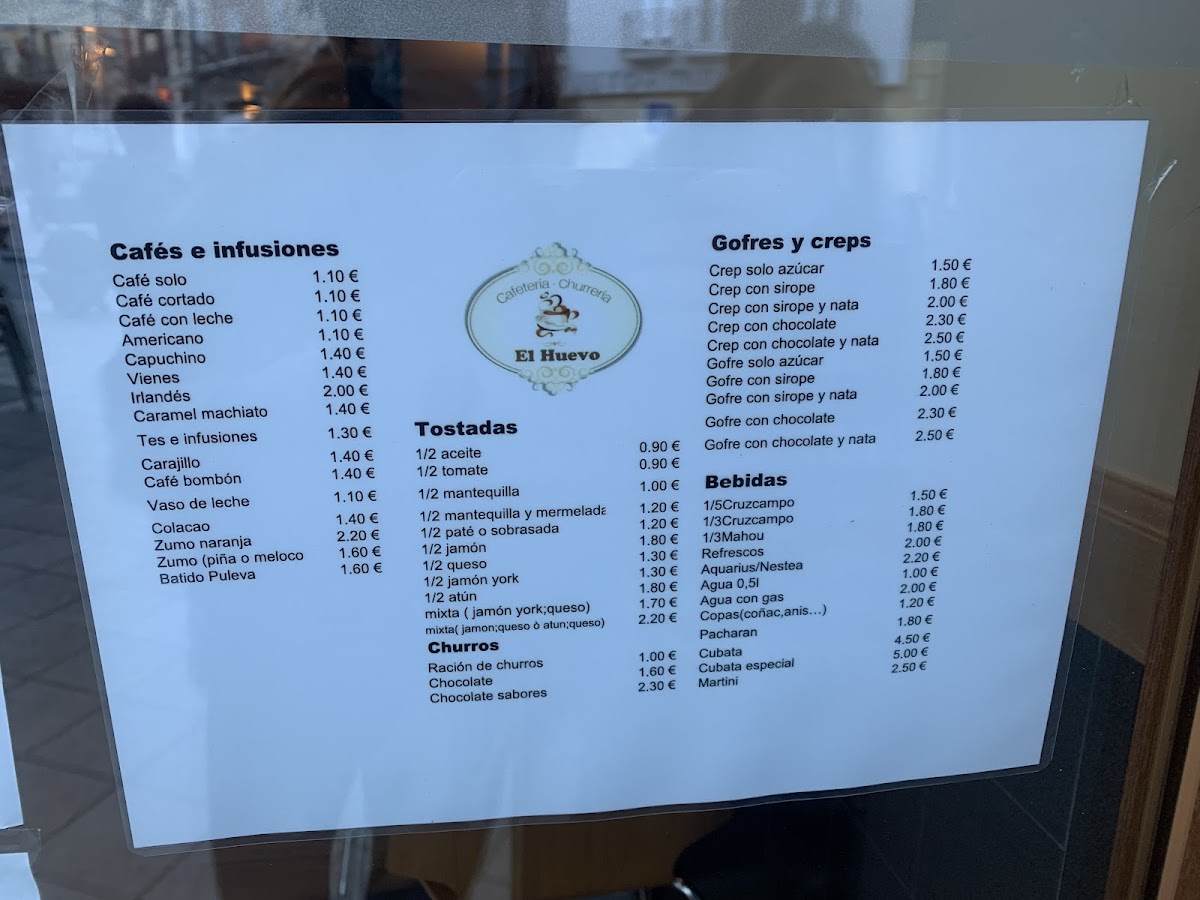 Cafés e infusiones
Café solo 1.10 €
Café cortado 1.10 €
Café con leche 1.10 €
Americano 1.10 €
Capuchino 1.40 €
Vienes 1.40 €
Irlandés 2.00 €
Caramel machiato 1.40 €
Tes e infusiones 1.30 €
Carajillo 1.40 €
Café bombón 1.40 €
Vaso de leche 1.10 €
Colacao 1.40 €
Zumo naranja 2.20 €
Zumo (piña o meloco 1.60 €
Batido Puleva 1.60 €
Cafeteria - Churrería
El Huevo
Tostadas
1/2 aceite 0.90 €
1/2 tomate 0.90 €
1/2 mantequilla 1.00 €
1/2 mantequilla y mermelada 1.20 €
1/2 paté o sobrasada 1.20 €
1/2 jamón 1.80 €
1/2 queso 1.30 €
1/2 jamón york 1.30 €
1/2 atún 1.80 €
mixta ( jamón york;queso) 1.70 €
mixta( jamon;queso ò atun;queso) 2.20 €
Churros
Ración de churros 1.00 €
Chocolate 1.60 €
Chocolate sabores 2.30 €
Gofres y creps
Crep solo azúcar 1.50 €
Crep con sirope 1.80 €
Crep con sirope y nata 2.00 €
Crep con chocolate 2.30 €
Crep con chocolate y nata 2.50 €
Gofre solo azúcar 1.50 €
Gofre con sirope 1.80 €
Gofre con sirope y nata 2.00 €
Gofre con chocolate 2.30 €
Gofre con chocolate y nata 2.50 €
Bebidas
1/5Cruzcampo 1.50 €
1/3Cruzcampo 1.80 €
1/3Mahou 1.80 €
Refrescos 2.00 €
Aquarius/Nestea 2.20 €
Agua 0,5l 1.00 €
Agua con gas 2.00 €
Copas(coñac,anis...) 1.20 €
Pacharan 1.80 €
Cubata 4.50 €
Cubata especial 5.00 €
Martini 2.50 €